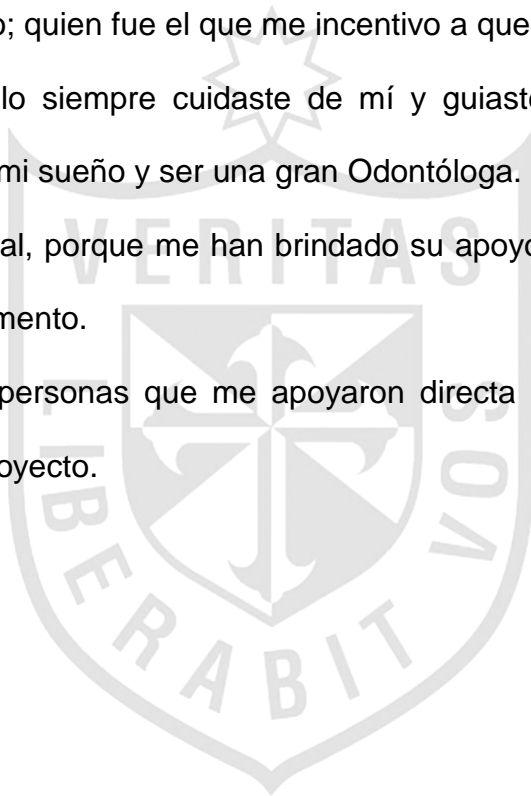 o; quien fue el que me incentivo a que
lo siempre cuidaste de mí y guiaste
mi sueño y ser una gran Odontóloga.
al, porque me han brindado su apoyo
mento.
personas que me apoyaron directa
oyecto.
VERITAS
LIBERABIT
VOS